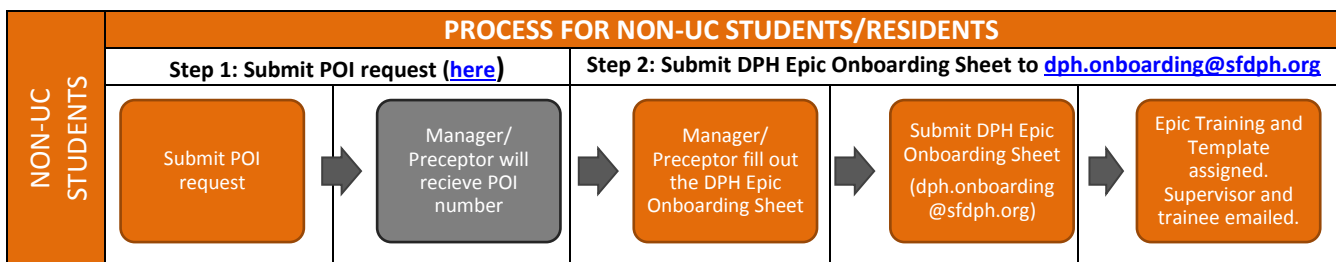 NON-UC
STUDENTS
PROCESS FOR NON-UC STUDENTS/RESIDENTS
Step 1: Submit POI request (here)
Step 2: Submit DPH Epic Onboarding Sheet to dph.onboarding@sfdph.org
Submit POI
request
Manager/
Preceptor will
recieve POI
number
Manager/
Preceptor fill out
the DPH Epic
Onboarding Sheet
Submit DPH Epic
Onboarding Sheet
(dph.onboarding
@sfdph.org)
Epic Training and
Template
assigned.
Supervisor and
trainee emailed.